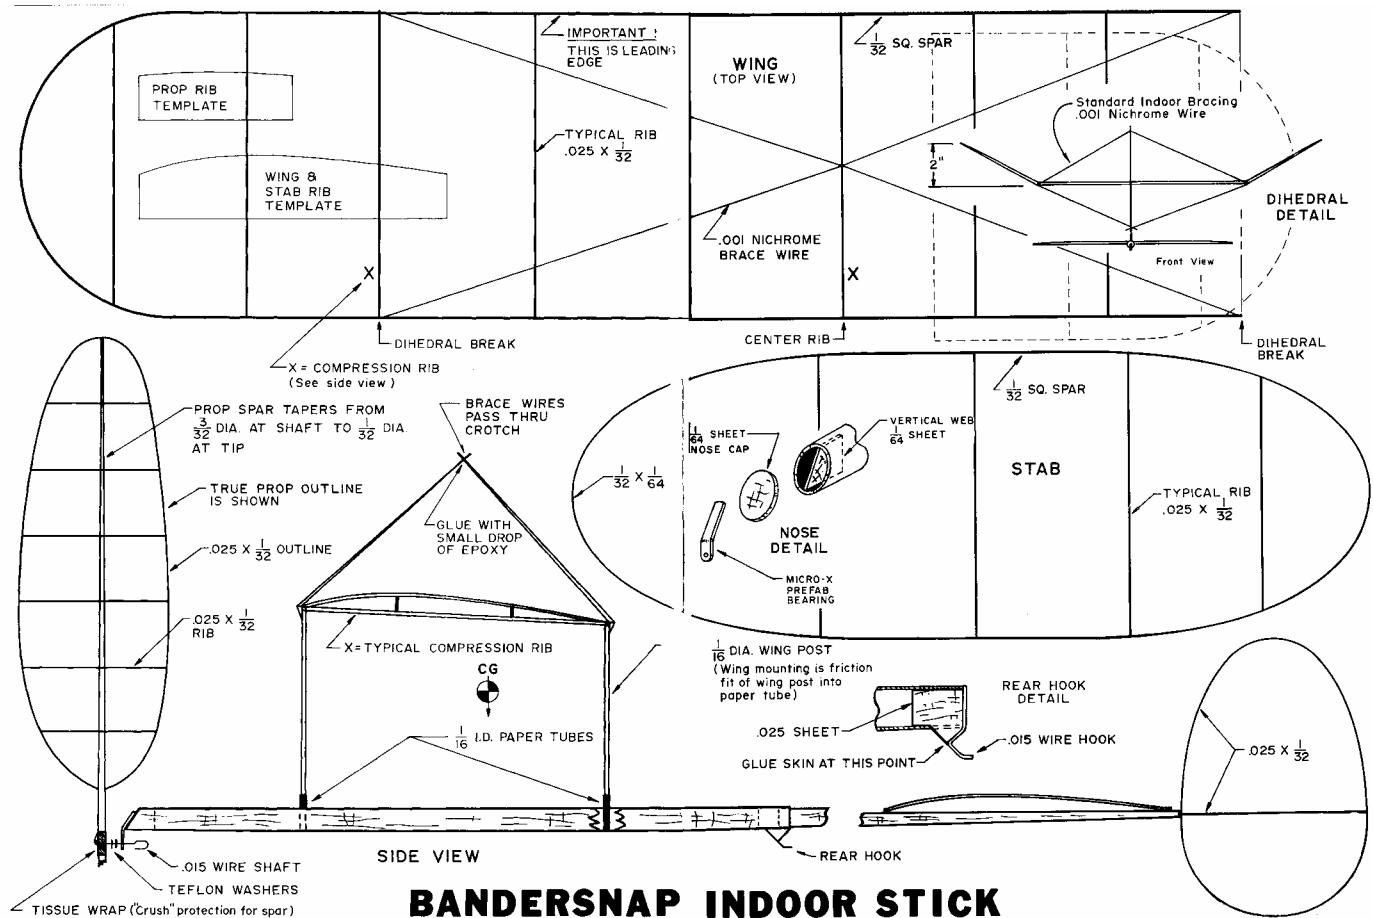 IMPORTANT !
THIS IS LEADING
EDGE
1/32 SQ. SPAR
WING
(TOP VIEW)
PROP RIB
TEMPLATE
Standard Indoor Bracing
.001 Nichrome Wire
TYPICAL RIB
.025 X 1/32
2"
WING &
STAB RIB
TEMPLATE
DIHEDRAL
DETAIL
.001 NICHROME
BRACE WIRE
Front View
X
X
DIHEDRAL BREAK
CENTER RIB
DIHEDRAL
BREAK
X = COMPRESSION RIB
(See side view)
1/32 SQ. SPAR
PROP SPAR TAPERS FROM
3/32 DIA. AT SHAFT TO 1/32 DIA.
AT TIP
BRACE WIRES
PASS THRU
CROTCH
1/64 SHEET
NOSE CAP
VERTICAL WEB
1/64 SHEET
STAB
1/32 X 1/64
TRUE PROP OUTLINE
IS SHOWN
TYPICAL RIB
.025 X 1/32
GLUE WITH
SMALL DROP
OF EPOXY
NOSE
DETAIL
.025 X 1/32 OUTLINE
MICRO-X
PREFAB
BEARING
.025 X 1/32
RIB
X=TYPICAL COMPRESSION RIB
1/16 DIA. WING POST
(Wing mounting is friction
fit of wing post into
paper tube)
CG
REAR HOOK
DETAIL
1/16 I.D. PAPER TUBES
.025 SHEET
.015 WIRE HOOK
GLUE SKIN AT THIS POINT
.025 X 1/32
SIDE VIEW
REAR HOOK
.015 WIRE SHAFT
TEFLON WASHERS
TISSUE WRAP ("Crush" protection for spar)
BANDERSNAP INDOOR STICK